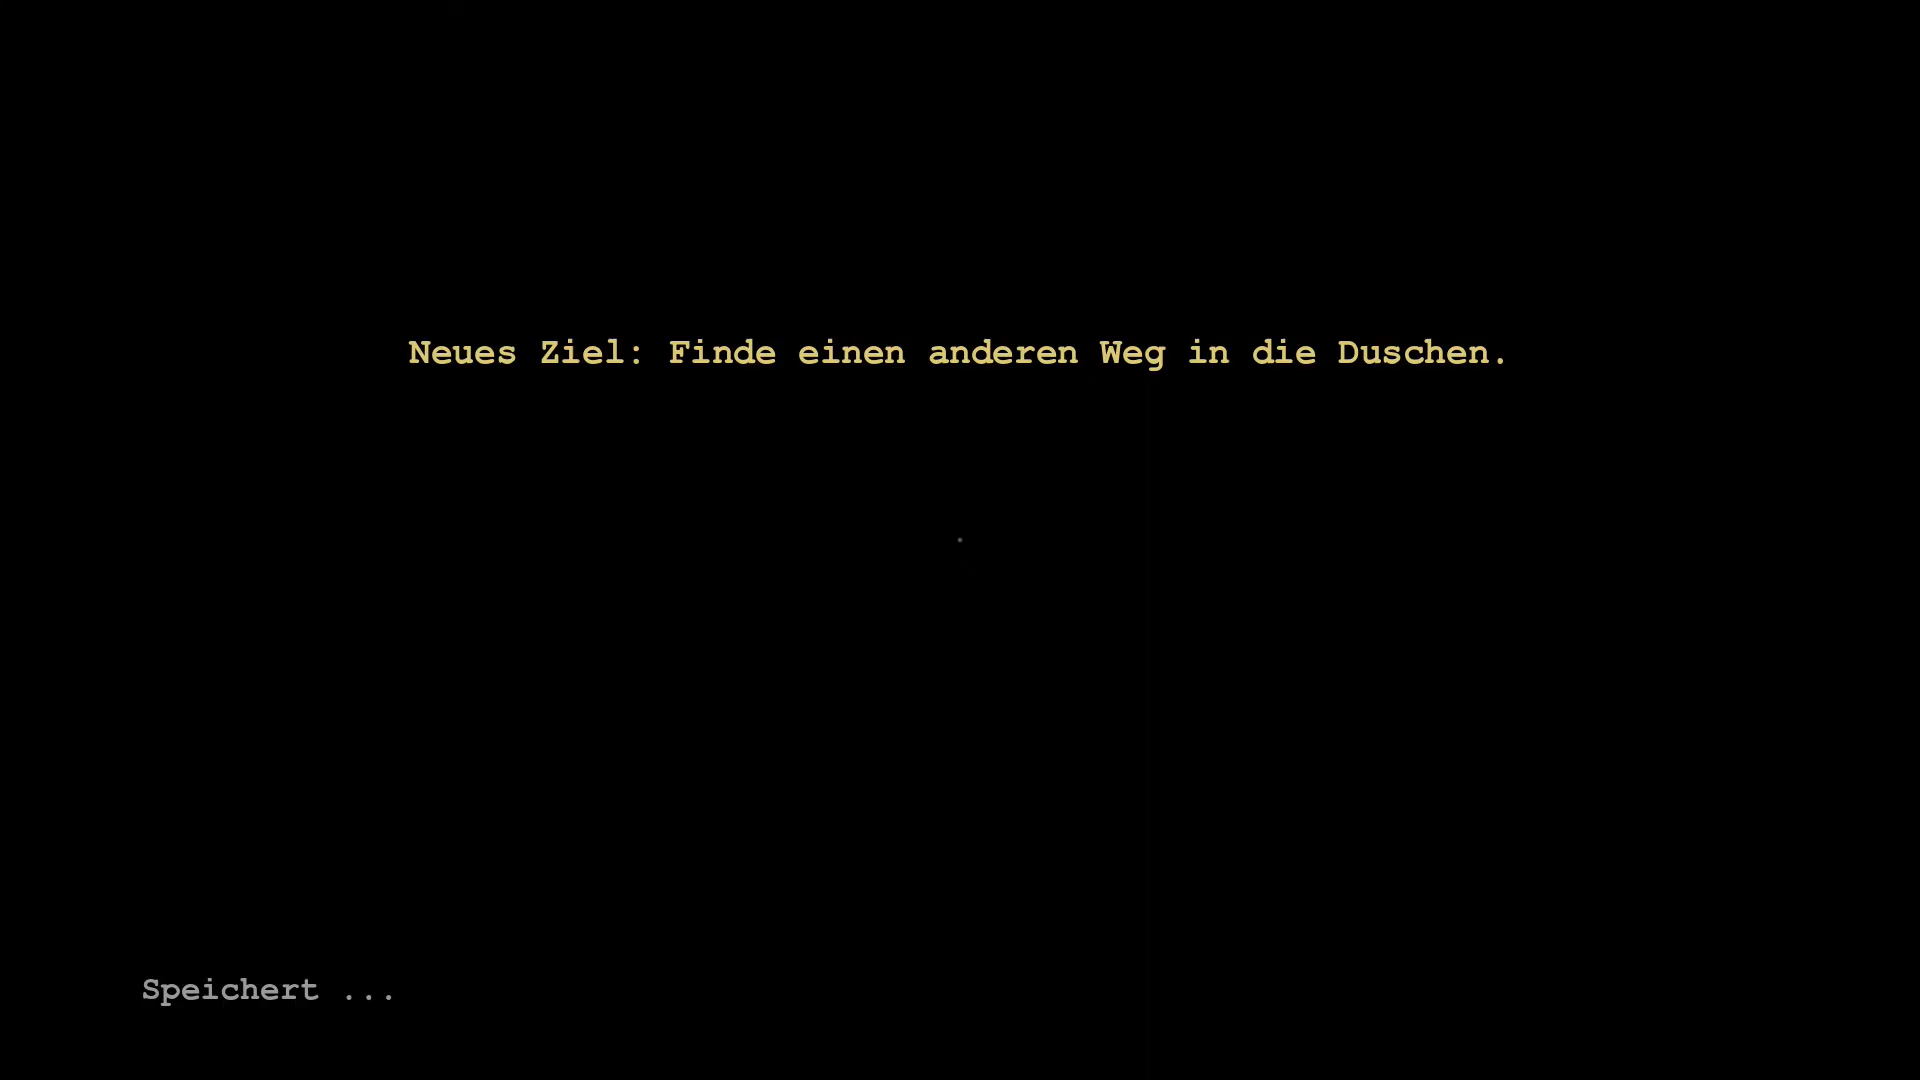 Neues Ziel: Finde einen anderen Weg in die Duschen.
Speichert ...